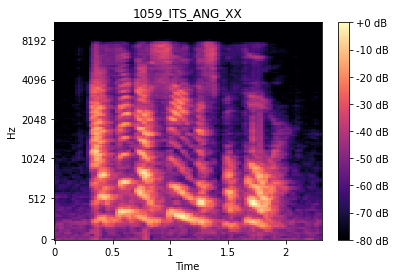 1059_ITS_ANG_XX
+0 dB
8192
-10 dB
-20 dB
4096
-30 dB
Hz
2048
-40 dB
1024
-50 dB
-60 dB
512
-70 dB
0
-80 dB
0 0.5 1 1.5 2
Time